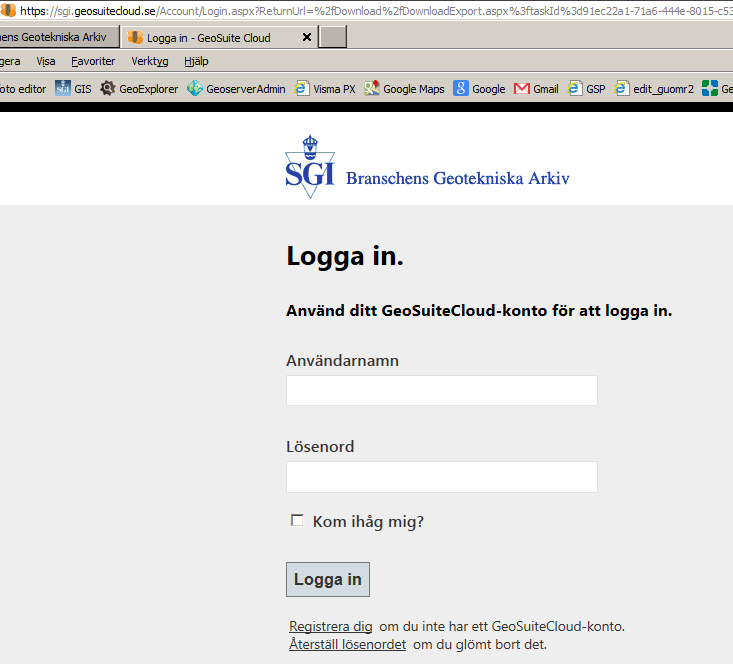 https://sgi.geosuitecloud.se/Account/Login.aspx?ReturnUrl=%2fDownload%2fDownloadExport.aspx%3ftaskId%3d91ec22a1-71a6-444e-8015-c53
ens Geotekniska Arkiv Logga in - GeoSuite Cloud
gera Visa Favoriter Verktyg Hjälp
oto editor GIS GeoExplorer GeoserverAdmin Visma PX Google Maps Google Gmail GSP edit_guomr2 Ge
SGI Branschens Geotekniska Arkiv
Logga in.
Använd ditt GeoSuiteCloud-konto för att logga in.
Användarnamn
Lösenord
Kom ihåg mig?
Logga in
Registrera dig om du inte har ett GeoSuiteCloud-konto.
Återställ lösenordet om du glömt bort det.